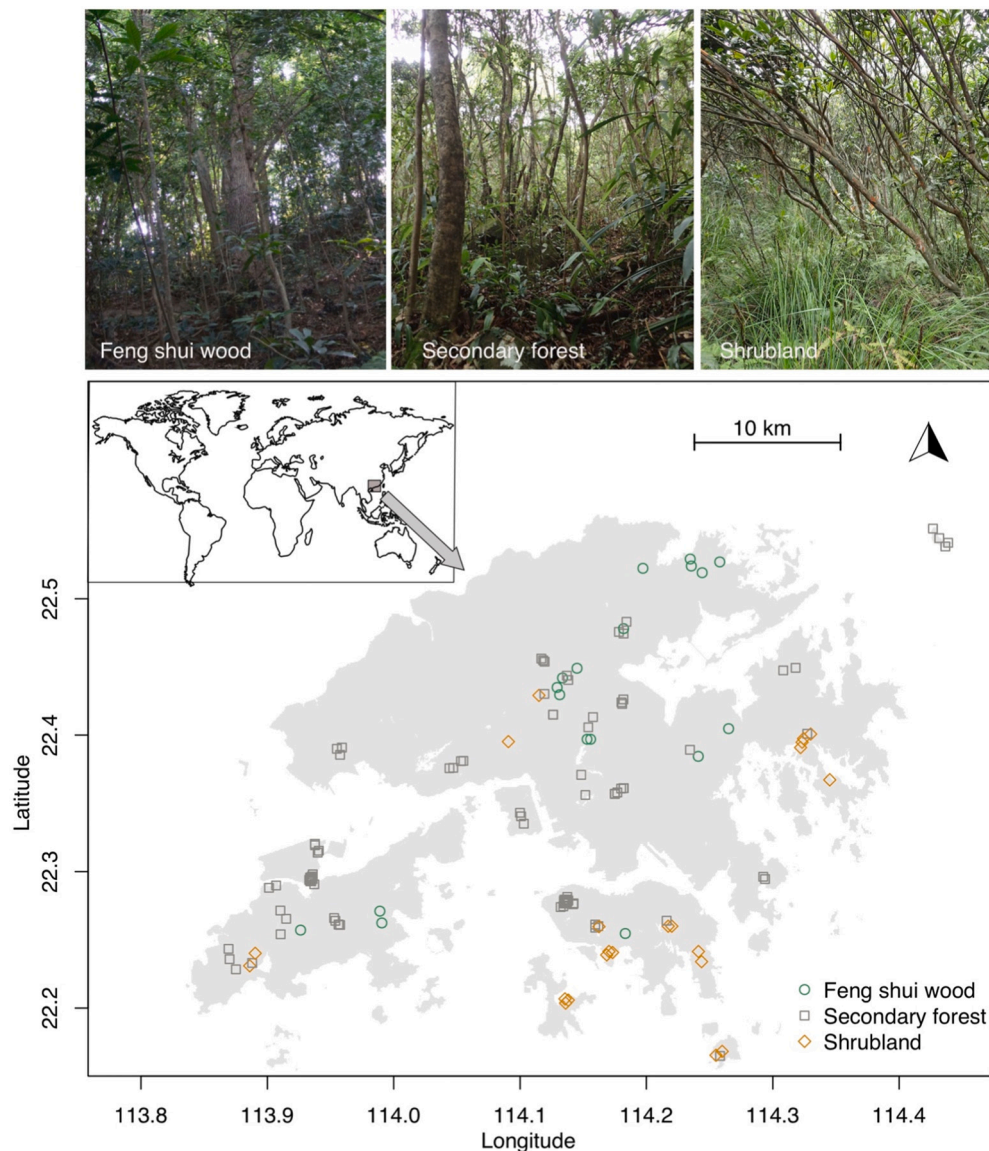 Feng shui wood
Secondary forest
Shrubland
10 km
22.5
22.4
22.3
22.2
Latitude
Feng shui wood
Secondary forest
Shrubland
113.8 113.9 114.0 114.1 114.2 114.3 114.4
Longitude